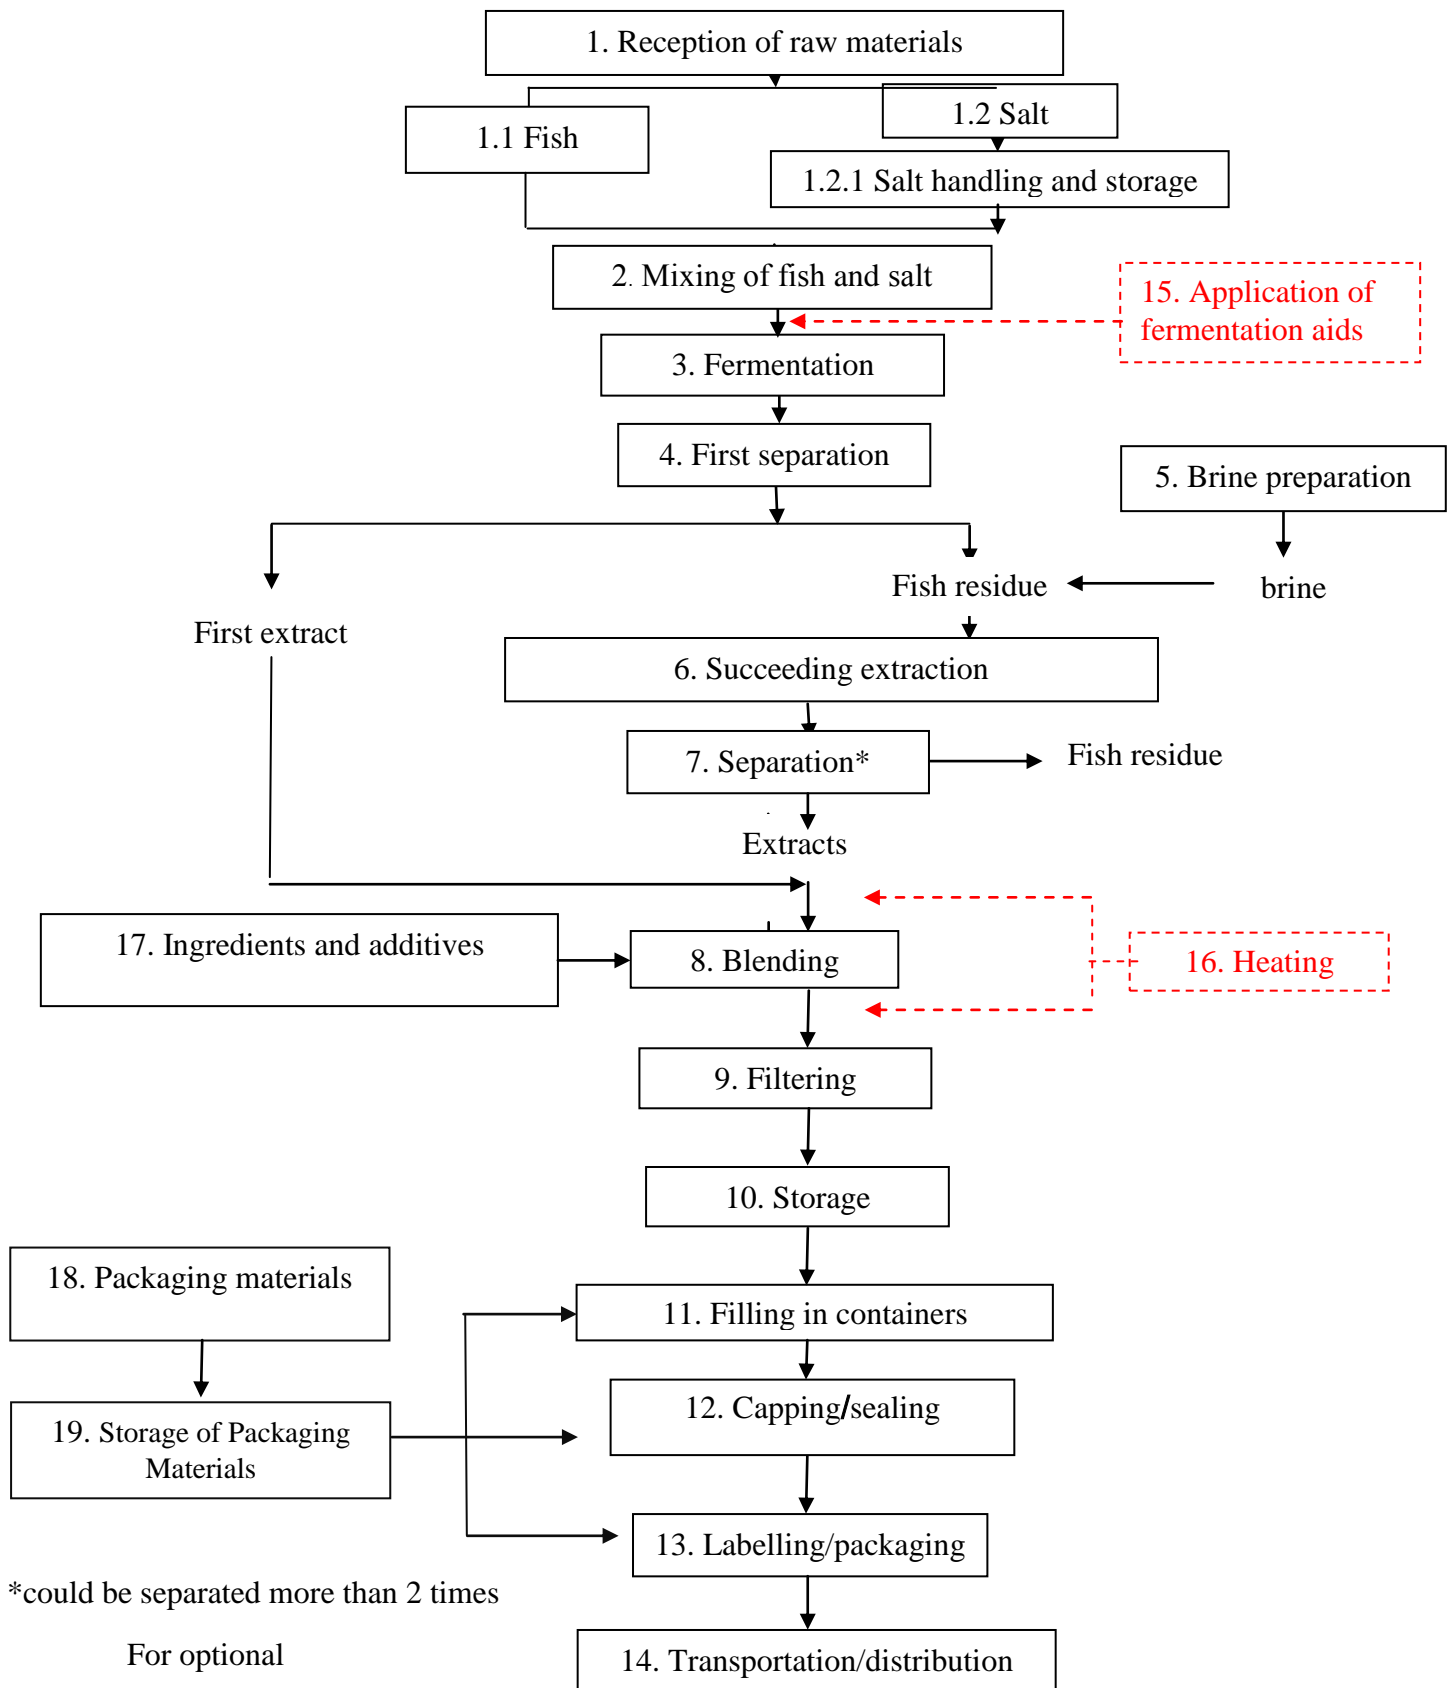 1. Reception of raw materials
1.1 Fish
1.2 Salt
1.2.1 Salt handling and storage
2. Mixing of fish and salt
15. Application of
fermentation aids
3. Fermentation
4. First separation
5. Brine preparation
Fish residue
brine
First extract
6. Succeeding extraction
7. Separation*
Fish residue
Extracts
17. Ingredients and additives
8. Blending
16. Heating
9. Filtering
10. Storage
18. Packaging materials
11. Filling in containers
12. Capping/sealing
19. Storage of Packaging
Materials
13. Labelling/packaging
*could be separated more than 2 times
For optional
14. Transportation/distribution